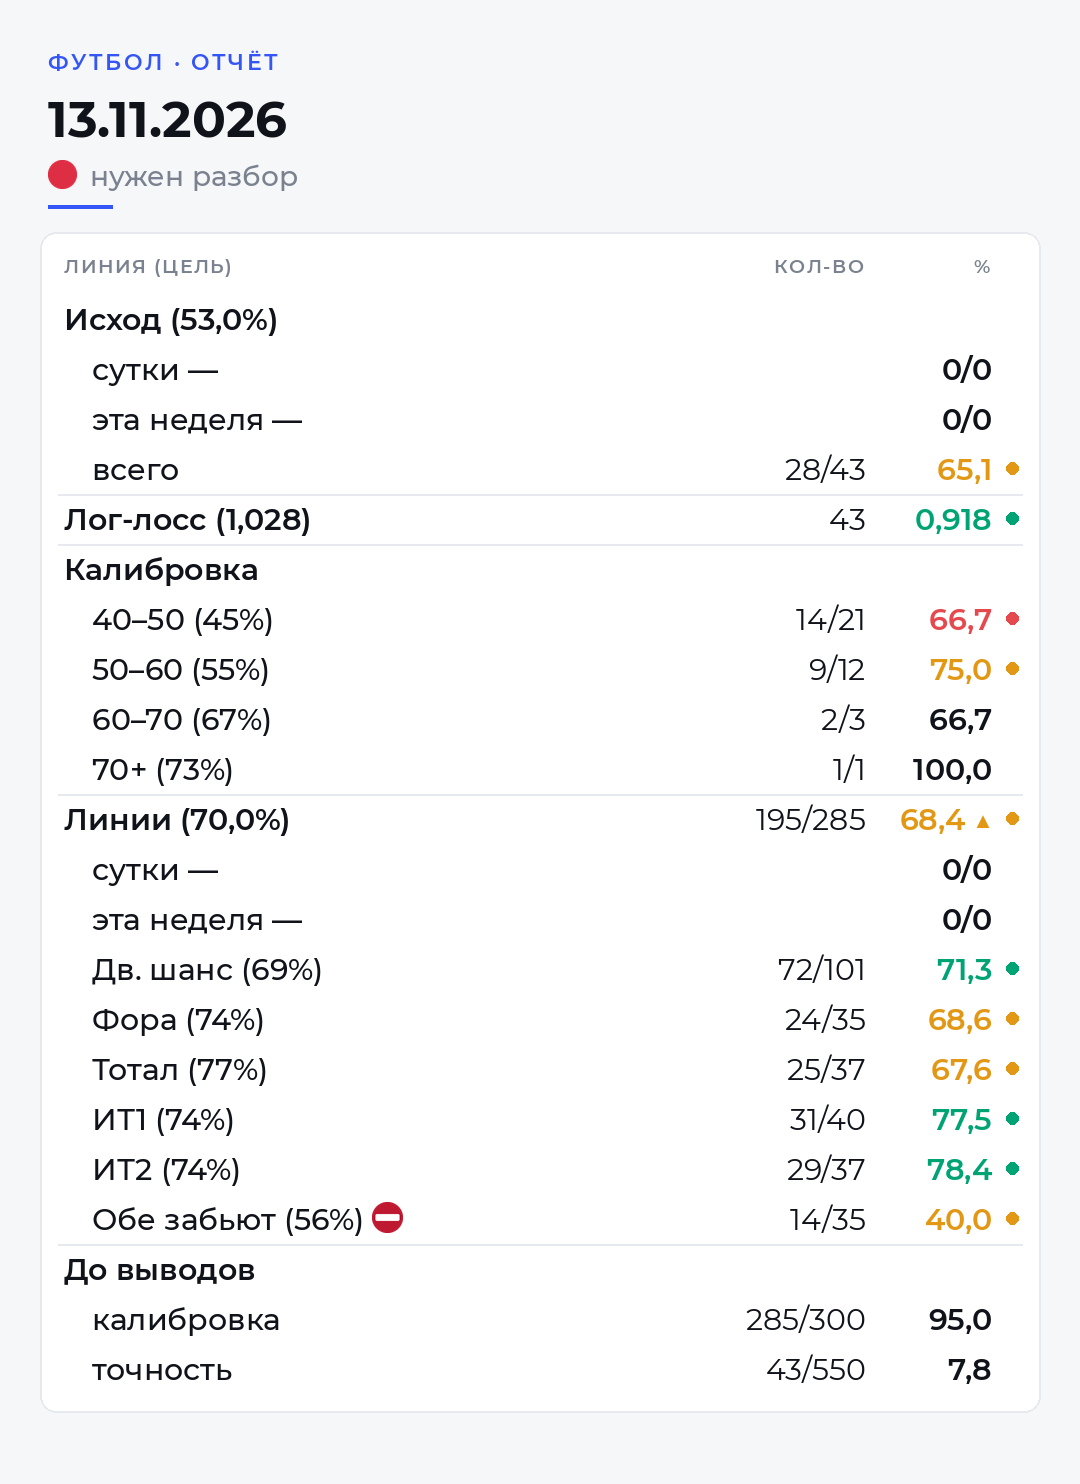 ФУТБОЛ · ОТЧЁТ
13.11.2026
нужен разбор
ЛИНИЯ (ЦЕЛЬ) КОЛ-ВО %
Исход (53,0%)
сутки — 0/0
эта неделя — 0/0
всего 28/43 65,1
Лог-лосс (1,028) 43 0,918
Калибровка
40–50 (45%) 14/21 66,7
50–60 (55%) 9/12 75,0
60–70 (67%) 2/3 66,7
70+ (73%) 1/1 100,0
Линии (70,0%) 195/285 68,4 ▲
сутки — 0/0
эта неделя — 0/0
Дв. шанс (69%) 72/101 71,3
Фора (74%) 24/35 68,6
Тотал (77%) 25/37 67,6
ИТ1 (74%) 31/40 77,5
ИТ2 (74%) 29/37 78,4
Обе забьют (56%) 14/35 40,0
До выводов
калибровка 285/300 95,0
точность 43/550 7,8